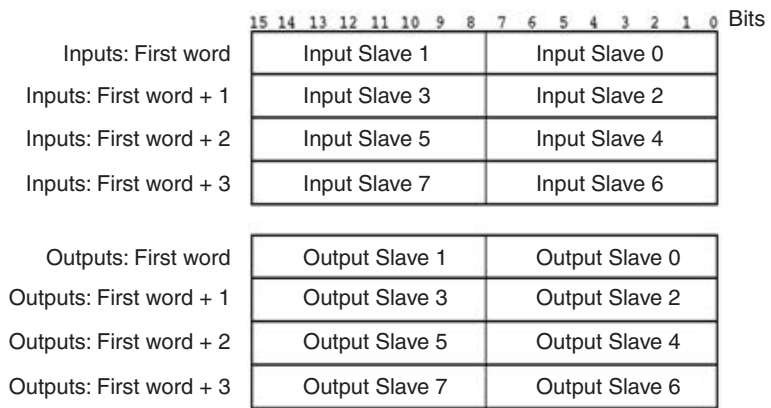 15 14 13 12 11 10 9 8 7 6 5 4 3 2 1 0 Bits
Inputs: First word Input Slave 1 Input Slave 0
Inputs: First word + 1 Input Slave 3 Input Slave 2
Inputs: First word + 2 Input Slave 5 Input Slave 4
Inputs: First word + 3 Input Slave 7 Input Slave 6
Outputs: First word Output Slave 1 Output Slave 0
Outputs: First word + 1 Output Slave 3 Output Slave 2
Outputs: First word + 2 Output Slave 5 Output Slave 4
Outputs: First word + 3 Output Slave 7 Output Slave 6